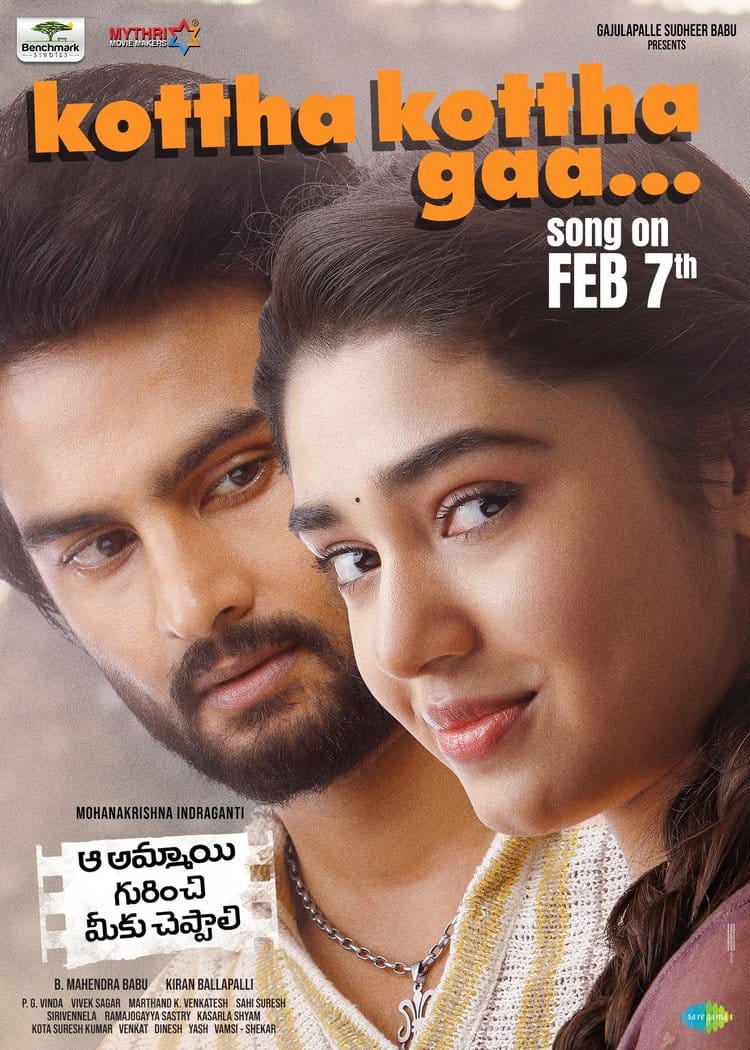 Benchmark
STUDIOS
MYTHRI
MOVIE MAKERS
GAJULAPALLE SUDHEER BABU
PRESENTS
kottha kottha
gaa...
song on
FEB 7th
MOHANAKRISHNA INDRAGANTI
ఆ అమ్మాయి
గురించి
మీకు చెప్పాలి
B. MAHENDRA BABU KIRAN BALLAPALLI
P. G. VINDA VIVEK SAGAR MARTHAND K. VENKATESH SAHI SURESH
SIRIVENNELA RAMAJOGAYYA SASTRY KASARLA SHYAM
KOTA SURESH KUMAR VENKAT DINESH YASH VAMSI - SHEKAR
saregama